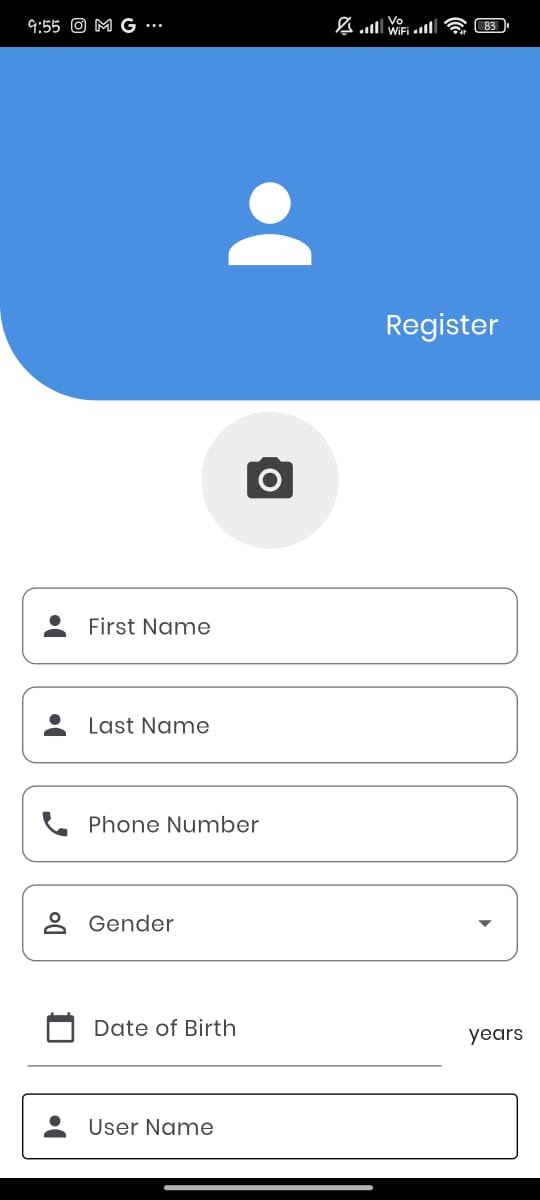 9:55 G ...
Vo WiFi 83
Register
First Name
Last Name
Phone Number
Gender
Date of Birth
years
User Name